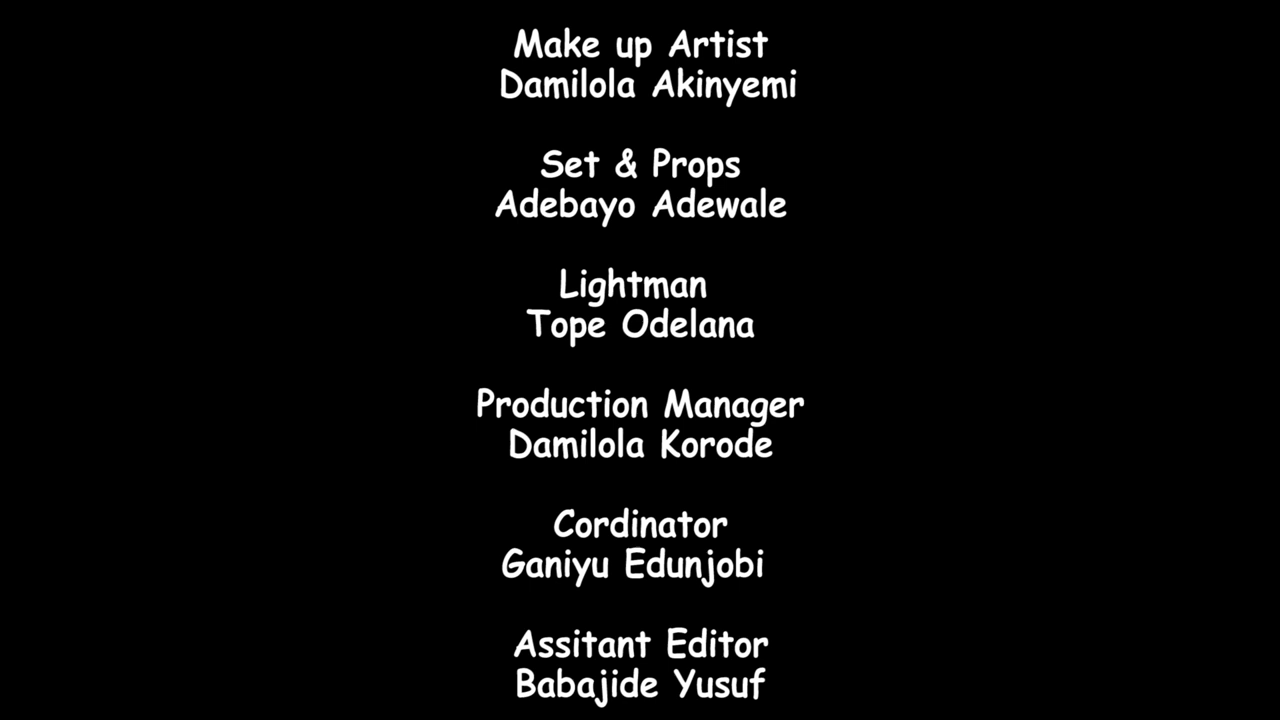 Make up Artist
Damilola Akinyemi
Set & Props
Adebayo Adewale
Lightman
Tope Odelana
Production Manager
Damilola Korode
Cordinator
Ganiyu Edunjobi
Assitant Editor
Babajide Yusuf